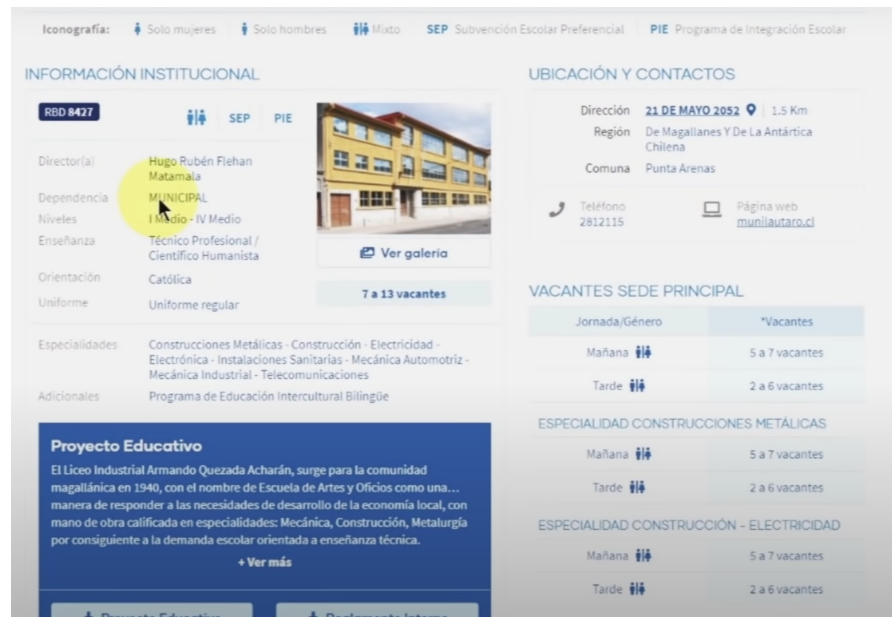 Iconografía: Solo mujeres Solo hombres Mixto SEP Subvención Escolar Preferencial PIE Programa de Integración Escolar
INFORMACIÓN INSTITUCIONAL
RBD 8427 SEP PIE
Director(a) Hugo Rubén Flehan
Matamala
Dependencia MUNICIPAL
Niveles I Medio - IV Medio
Enseñanza Técnico Profesional /
Científico Humanista
Orientación Católica
Uniforme Uniforme regular
Ver galería
7 a 13 vacantes
Especialidades Construcciones Metálicas - Construcción - Electricidad -
Electrónica - Instalaciones Sanitarias - Mecánica Automotriz -
Mecánica Industrial - Telecomunicaciones
Adicionales Programa de Educación Intercultural Bilingüe
Proyecto Educativo
El Liceo Industrial Armando Quezada Acharán, surge para la comunidad
magallánica en 1940, con el nombre de Escuela de Artes y Oficios como una...
manera de responder a las necesidades de desarrollo de la economía local, con
mano de obra calificada en especialidades: Mecánica, Construcción, Metalurgía
por consiguiente a la demanda escolar orientada a enseñanza técnica.
+ Ver más
Proyecto Educativo Reglamento Interno
UBICACIÓN Y CONTACTOS
Dirección 21 DE MAYO 2052 1.5 Km
Región De Magallanes Y De La Antártica
Chilena
Comuna Punta Arenas
Teléfono Página web
2812115 munilautaro.cl
VACANTES SEDE PRINCIPAL
Jornada/Género *Vacantes
Mañana 5 a 7 vacantes
Tarde 2 a 6 vacantes
ESPECIALIDAD CONSTRUCCIONES METÁLICAS
Mañana 5 a 7 vacantes
Tarde 2 a 6 vacantes
ESPECIALIDAD CONSTRUCCIÓN - ELECTRICIDAD
Mañana 5 a 7 vacantes
Tarde 2 a 6 vacantes